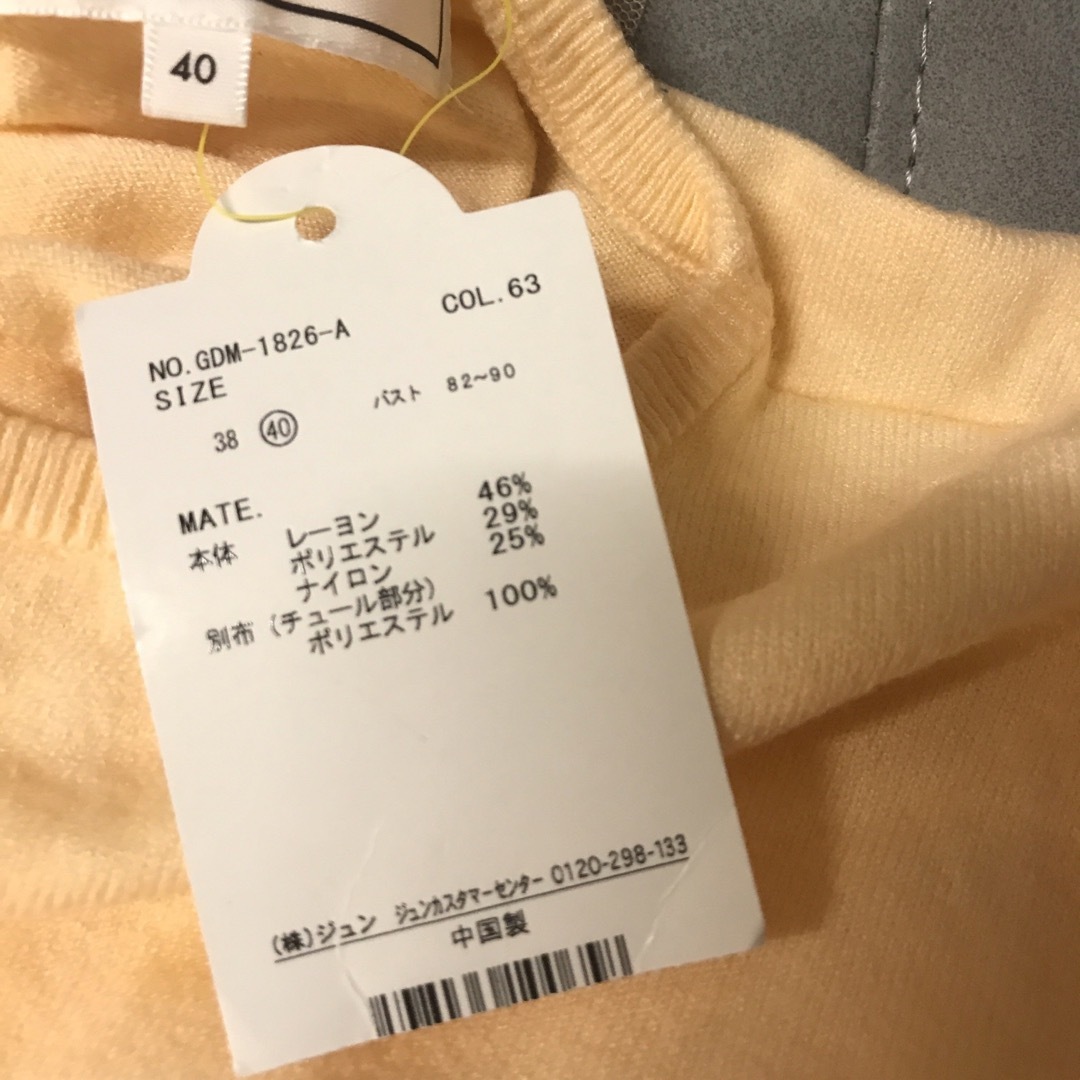 40
NO.GDM-1826-A COL.63
SIZE
38 ㊵ バスト 82~90
MATE.
本体 レーヨン 46%
ポリエステル 29%
ナイロン 25%
別布 (チュール部分)
ポリエステル 100%
(株)ジュン ジュンカスタマーセンター 0120-298-133
中国製